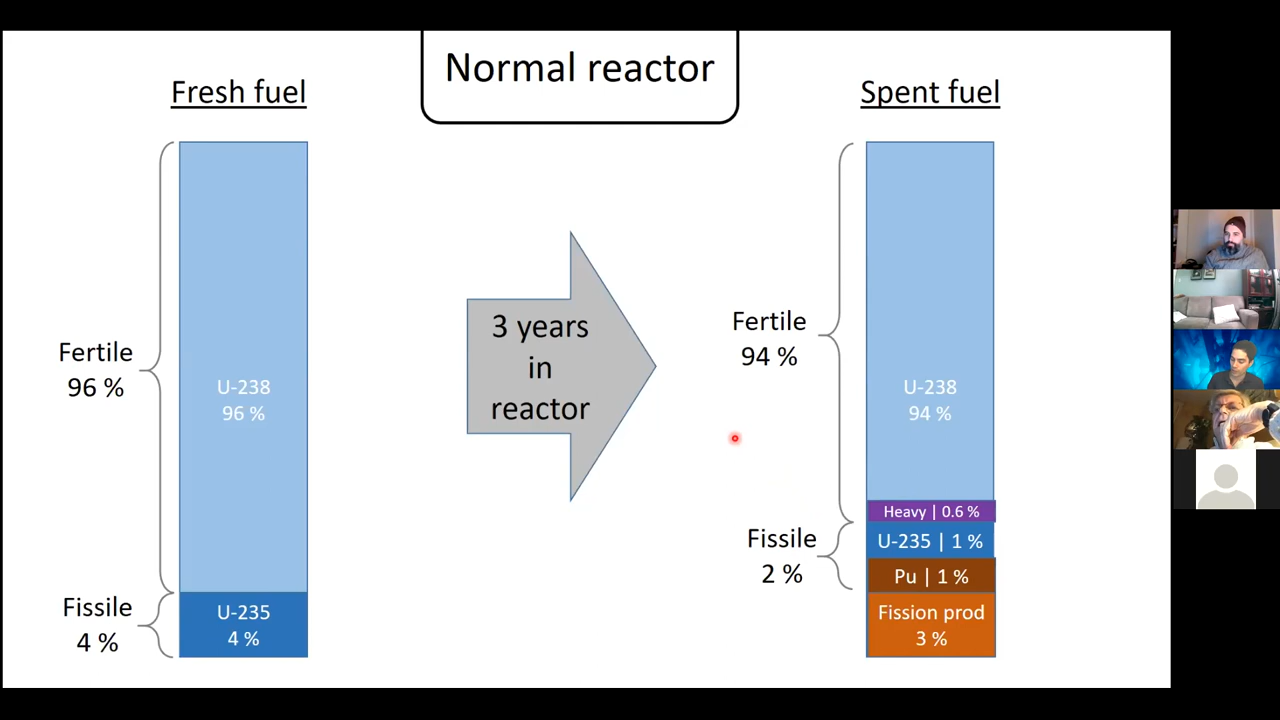 Normal reactor
Fresh fuel
Fertile
96 %
U-238
96 %
Fissile
4 %
U-235
4 %
3 years
in
reactor
Spent fuel
Fertile
94 %
U-238
94 %
Heavy | 0.6 %
Fissile
2 %
U-235 | 1 %
Pu | 1 %
Fission prod
3 %